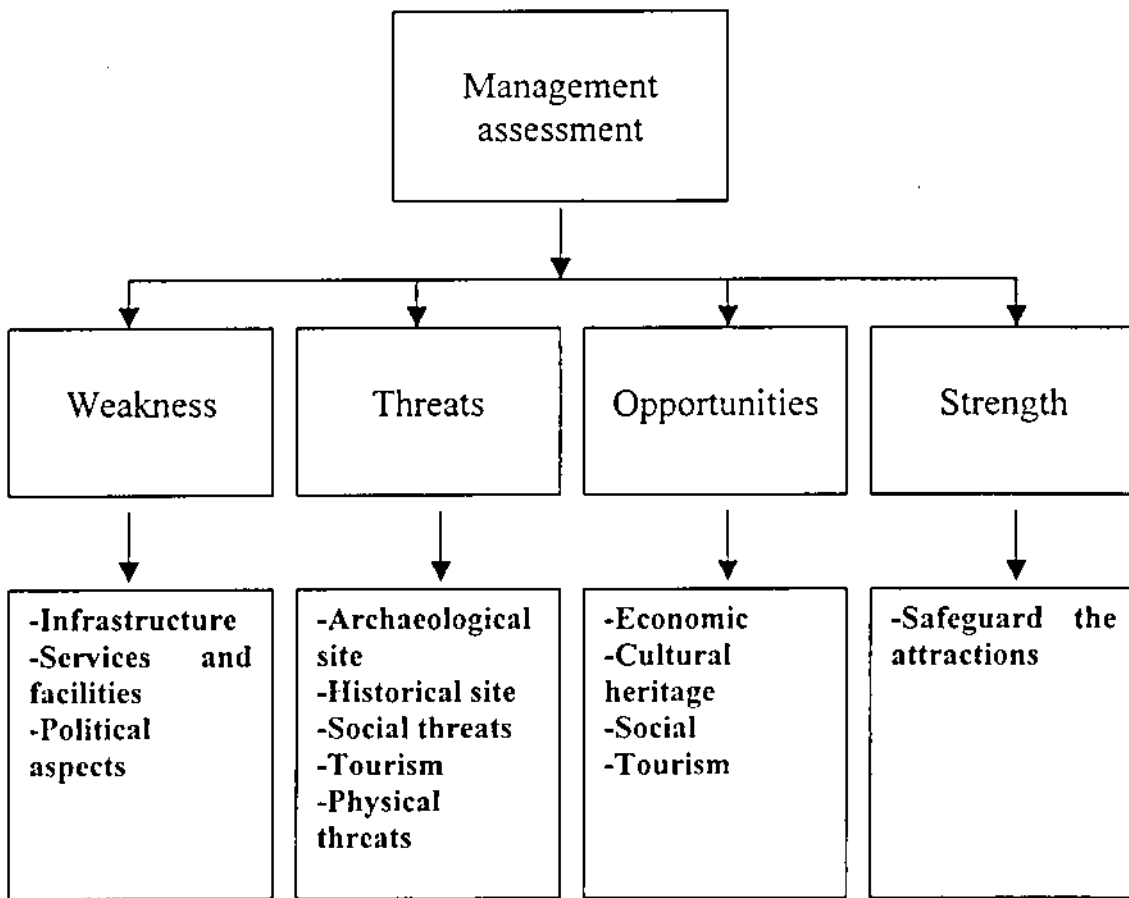 Management
assessment
Weakness
Threats
Opportunities
Strength
-Infrastructure
-Services and
facilities
-Political
aspects
-Archaeological
site
-Historical site
-Social threats
-Tourism
-Physical
threats
-Economic
-Cultural
heritage
-Social
-Tourism
-Safeguard the
attractions